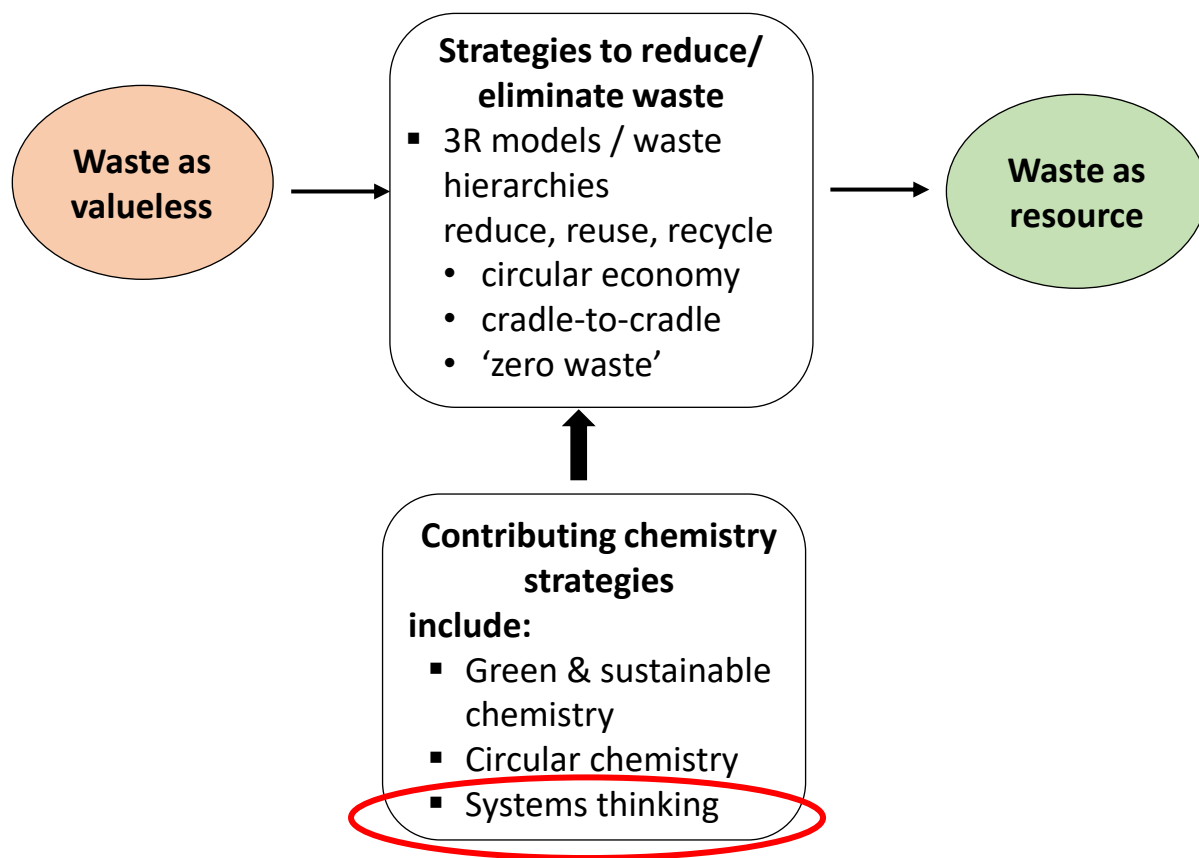 Waste as
valueless
Strategies to reduce/
eliminate waste
▪ 3R models / waste
hierarchies
reduce, reuse, recycle
• circular economy
• cradle-to-cradle
• ‘zero waste’
Waste as
resource
Contributing chemistry
strategies
include:
▪ Green & sustainable
chemistry
▪ Circular chemistry
▪ Systems thinking